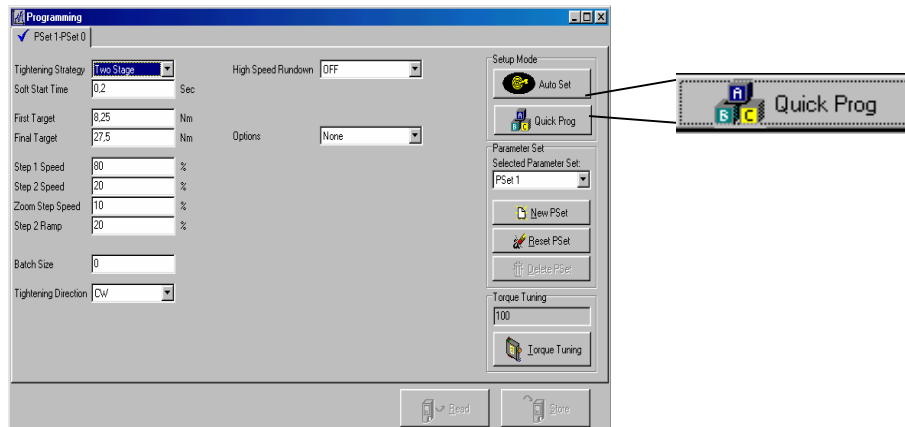 Programming
PSet 1-PSet 0
Tightening Strategy Two Stage
Soft Start Time 0,2 Sec
First Target 8,25 Nm
Final Target 27,5 Nm
Step 1 Speed 80 %
Step 2 Speed 20 %
Zoom Step Speed 10 %
Step 2 Ramp 20 %
Batch Size 0
Tightening Direction CW
High Speed Rundown OFF
Options None
Setup Mode
Auto Set
A B C Quick Prog
Parameter Set
Selected Parameter Set:
PSet 1
New PSet
Reset PSet
Delete PSet
Torque Tuning
100
Torque Tuning
Read
Store
A B C Quick Prog